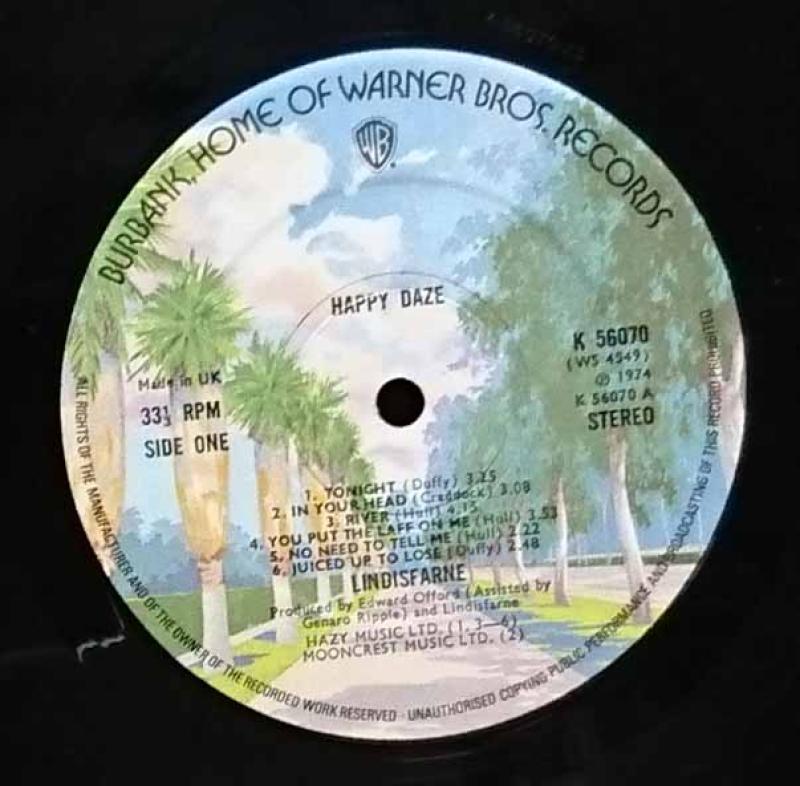 BURBANK, HOME OF WARNER BROS. RECORDS
WB
HAPPY DAZE
Made in UK
33⅓ RPM
SIDE ONE
K 56070
(WS 4549)
℗ 1974
K 56070 A
STEREO
1. TONIGHT (Duffy) 3.25
2. IN YOUR HEAD (Craddock) 3.08
3. RIVER (Hull) 4.15
4. YOU PUT THE LAFF ON ME (Hull) 3.53
5. NO NEED TO TELL ME (Hull) 2.22
6. JUICED UP TO LOSE (Duffy) 2.48
LINDISFARNE
Produced by Edward Offord (Assisted by
Genaro Rippie) and Lindisfarne
HAZY MUSIC LTD. (1, 3—6)
MOONCREST MUSIC LTD. (2)
ALL RIGHTS OF THE MANUFACTURER AND OF THE OWNER OF THE RECORDED WORK RESERVED · UNAUTHORISED COPYING PUBLIC PERFORMANCE AND BROADCASTING OF THIS RECORD PROHIBITED